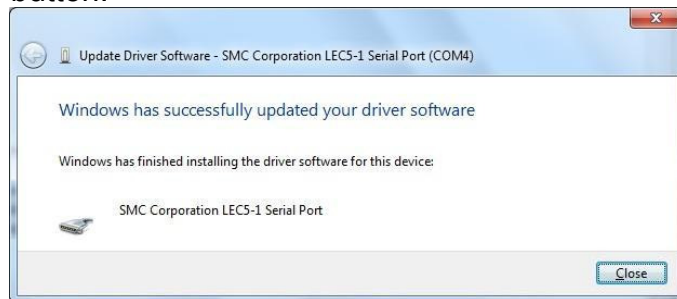 Update Driver Software - SMC Corporation LEC5-1 Serial Port (COM4)
Windows has successfully updated your driver software
Windows has finished installing the driver software for this device:
SMC Corporation LEC5-1 Serial Port
Close